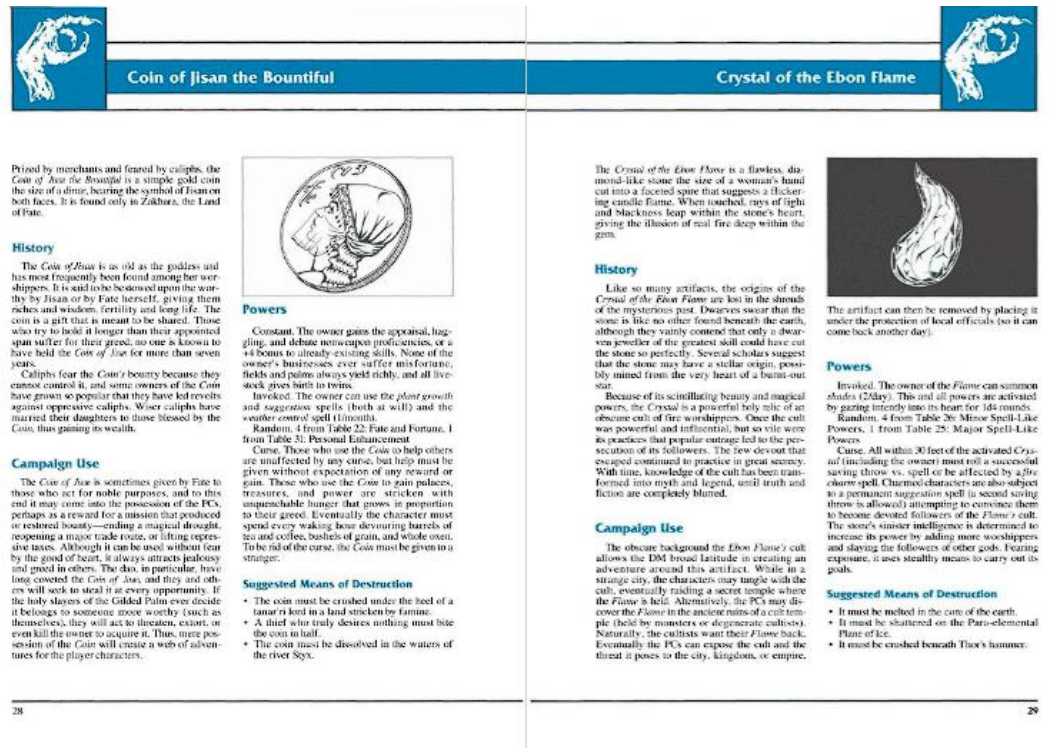 Coin of Jisan the Bountiful
Prized by merchants and feared by caliphs, the
Coin of Jisan the Bountiful is a simple gold coin
the size of a dinar, bearing the symbol of Jisan on
both faces. It is found only in Zakhara, the Land
of Fate.
History
The Coin of Jisan is as old as the goddess and
has most frequently been found among her wor-
shippers. It is said to be bestowed upon the wor-
thy by Jisan or by Fate herself, giving them
riches and wisdom, fertility and long life. The
coin is a gift that is meant to be shared. Those
who try to hold it longer than their appointed
span suffer for their greed; no one is known to
have held the Coin of Jisan for more than seven
years.
Caliphs fear the Coin's bounty because they
cannot control it, and some owners of the Coin
have grown so popular that they have led revolts
against oppressive caliphs. Wiser caliphs have
married their daughters to those blessed by the
Coin, thus gaining its wealth.
Campaign Use
The Coin of Jisan is sometimes given by Fate to
those who act for noble purposes, and to this
end it may come into the possession of the PCs,
perhaps as a reward for a mission that produced
or restored bounty—ending a magical drought,
reopening a major trade route, or lifting repres-
sive taxes. Although it can be used without fear
by the good of heart, it always attracts jealousy
and greed in others. The dao, in particular, have
long coveted the Coin of Jisan, and they and oth-
ers will seek to steal it at every opportunity. If
the holy slayers of the Gilded Palm ever decide
it belongs to someone more worthy (such as
themselves), they will act to threaten, extort, or
even kill the owner to acquire it. Thus, mere pos-
session of the Coin will create a web of adven-
tures for the player characters.
Powers
Constant. The owner gains the appraisal, hag-
gling, and debate nonweapon proficiencies, or a
+4 bonus to already-existing skills. None of the
owner's businesses ever suffer misfortune,
fields and palms always yield richly, and all live-
stock gives birth to twins.
Invoked. The owner can use the plant growth
and suggestion spells (both at will) and the
weather control spell (1/month).
Random. 4 from Table 22: Fate and Fortune, 1
from Table 31: Personal Enhancement
Curse. Those who use the Coin to help others
are unaffected by any curse, but help must be
given without expectation of any reward or
gain. Those who use the Coin to gain palaces,
treasures, and power are stricken with
unquenchable hunger that grows in proportion
to their greed. Eventually the character must
spend every waking hour devouring barrels of
tea and coffee, bushels of grain, and whole oxen.
To be rid of the curse, the Coin must be given to a
stranger.
Suggested Means of Destruction
• The coin must be crushed under the heel of a
tanar'ri lord in a land stricken by famine.
• A thief who truly desires nothing must bite
the coin in half.
• The coin must be dissolved in the waters of
the river Styx.
28
Crystal of the Ebon Flame
The Crystal of the Ebon Flame is a flawless, dia-
mond-like stone the size of a woman's hand
cut into a faceted spire that suggests a flicker-
ing candle flame. When touched, rays of light
and blackness leap within the stone's heart,
giving the illusion of real fire deep within the
gem.
History
Like so many artifacts, the origins of the
Crystal of the Ebon Flame are lost in the shrouds
of the mysterious past. Dwarves swear that the
stone is like no other found beneath the earth,
although they vainly contend that only a dwar-
ven jeweller of the greatest skill could have cut
the stone so perfectly. Several scholars suggest
that the stone may have a stellar origin, possi-
bly mined from the very heart of a burnt-out
star.
Because of its scintillating beauty and magical
powers, the Crystal is a powerful holy relic of an
obscure cult of fire worshippers. Once the cult
was powerful and influential, but so vile were
its practices that popular outrage led to the per-
secution of its followers. The few devout that
escaped continued to practice in great secrecy.
With time, knowledge of the cult has been trans-
formed into myth and legend, until truth and
fiction are completely blurred.
Campaign Use
The obscure background the Ebon Flame's cult
allows the DM broad latitude in creating an
adventure around this artifact. While in a
strange city, the characters may tangle with the
cult, eventually raiding a secret temple where
the Flame is held. Alternatively, the PCs may dis-
cover the Flame in the ancient ruins of a cult tem-
ple (held by monsters or degenerate cultists).
Naturally, the cultists want their Flame back.
Eventually the PCs can expose the cult and the
threat it poses to the city, kingdom, or empire.
The artifact can then be removed by placing it
under the protection of local officials (so it can
come back another day).
Powers
Invoked. The owner of the Flame can summon
shades (2/day). This and all powers are activated
by gazing intently into its heart for 1d4 rounds.
Random. 4 from Table 26: Minor Spell-Like
Powers, 1 from Table 25: Major Spell-Like
Powers
Curse. All within 30 feet of the activated Crys-
tal (including the owner) must roll a successful
saving throw vs. spell or be affected by a fire
charm spell. Charmed characters are also subject
to a permanent suggestion spell (a second saving
throw is allowed) attempting to convince them
to become devoted followers of the Flame's cult.
The stone's sinister intelligence is determined to
increase its power by adding more worshippers
and slaying the followers of other gods. Fearing
exposure, it uses stealthy means to carry out its
goals.
Suggested Means of Destruction
• It must be melted in the core of the earth.
• It must be shattered on the Para-elemental
Plane of Ice.
• It must be crushed beneath Thor's hammer.
29